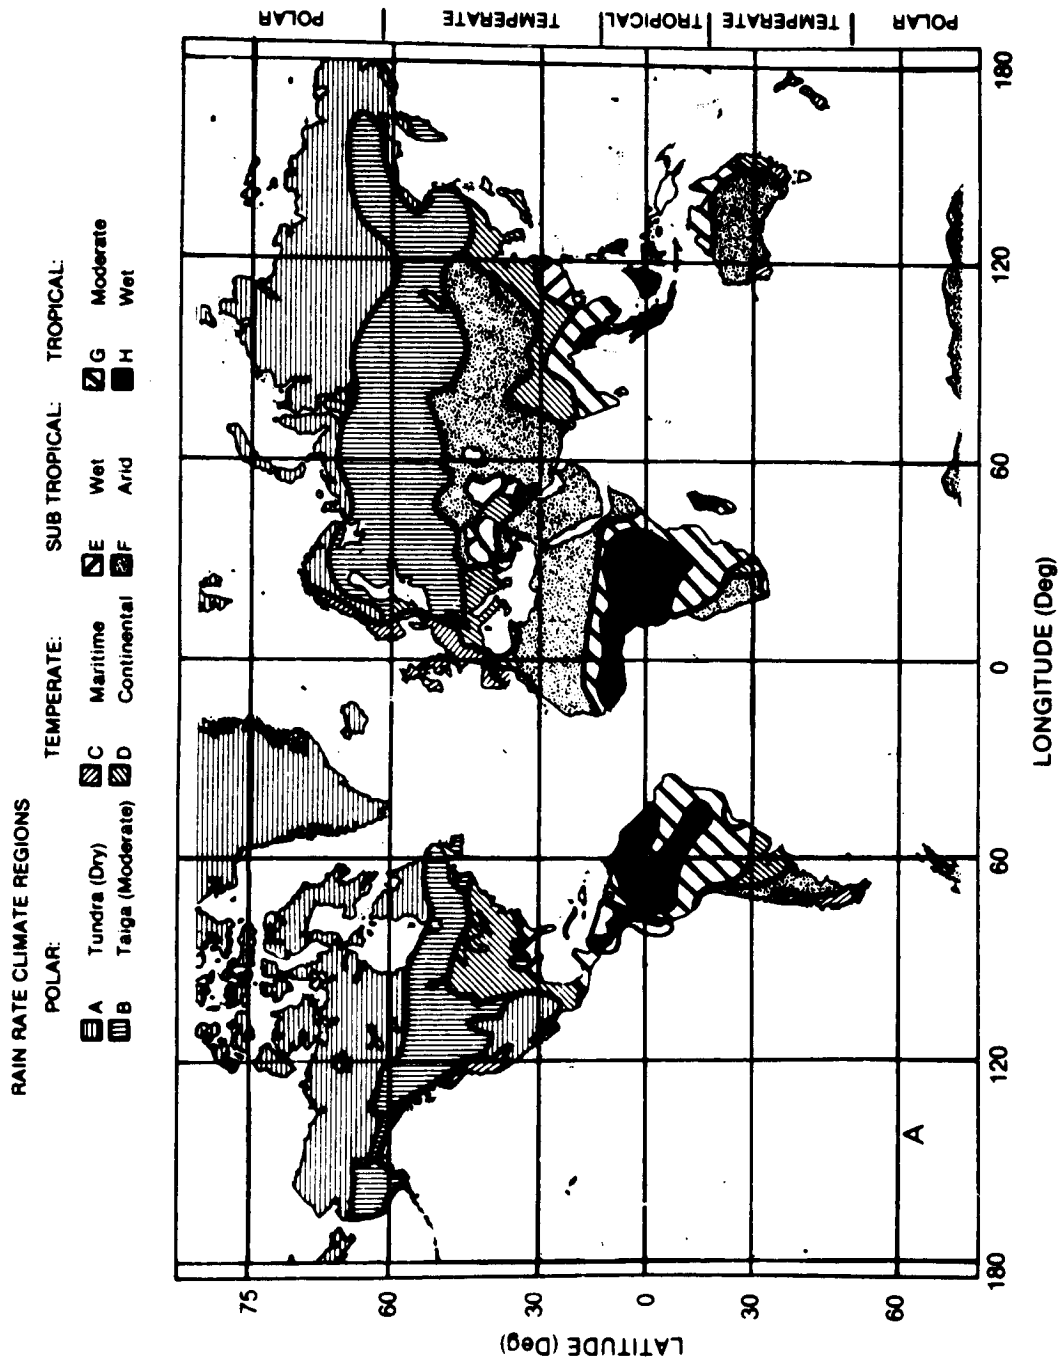 RAIN RATE CLIMATE REGIONS
POLAR: TEMPERATE: SUB TROPICAL: TROPICAL:
A Tundra (Dry) C Maritime E Wet G Moderate
B Taiga (Moderate) D Continental F Arid H Wet
POLAR
TEMPERATE
TROPICAL
TROPICAL
TEMPERATE
POLAR
75
60
30
0
30
60
LATITUDE (Deg)
A
180
120
60
0
60
120
180
LONGITUDE (Deg)